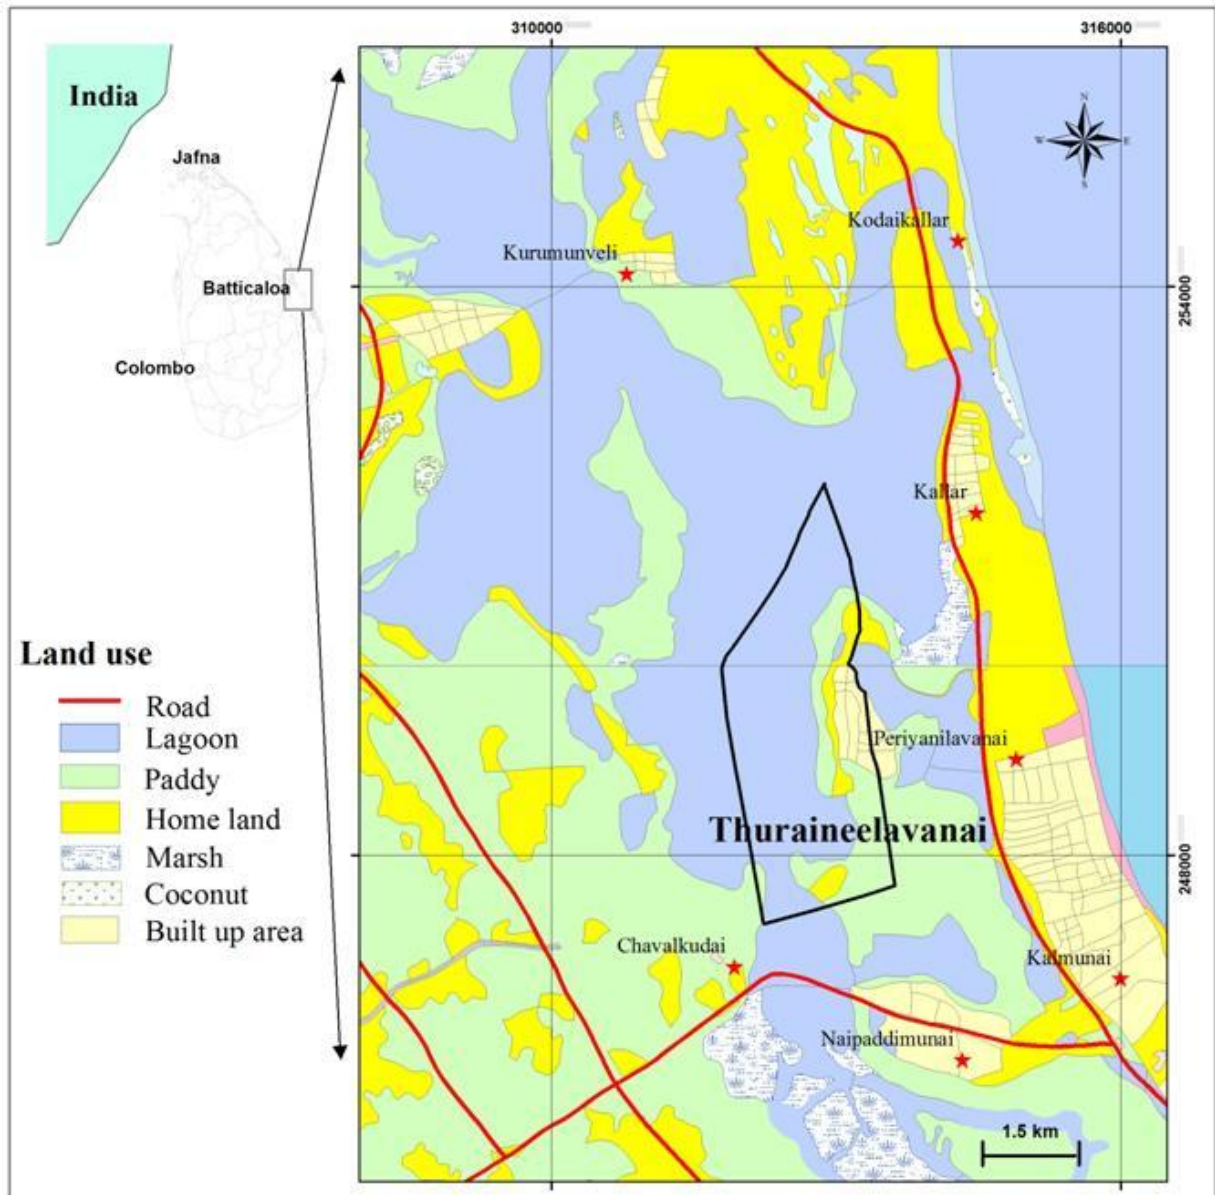 310000
316000
India
Jafna
Batticaloa
Colombo
N
W
E
S
Kodaikallar
Kurumunveli
254000
Kallar
Land use
Road
Lagoon
Paddy
Home land
Marsh
Coconut
Built up area
Periyanilavanai
Thuraineelavanai
248000
Chavalkudai
Kalmunai
Naipaddimunai
1.5 km